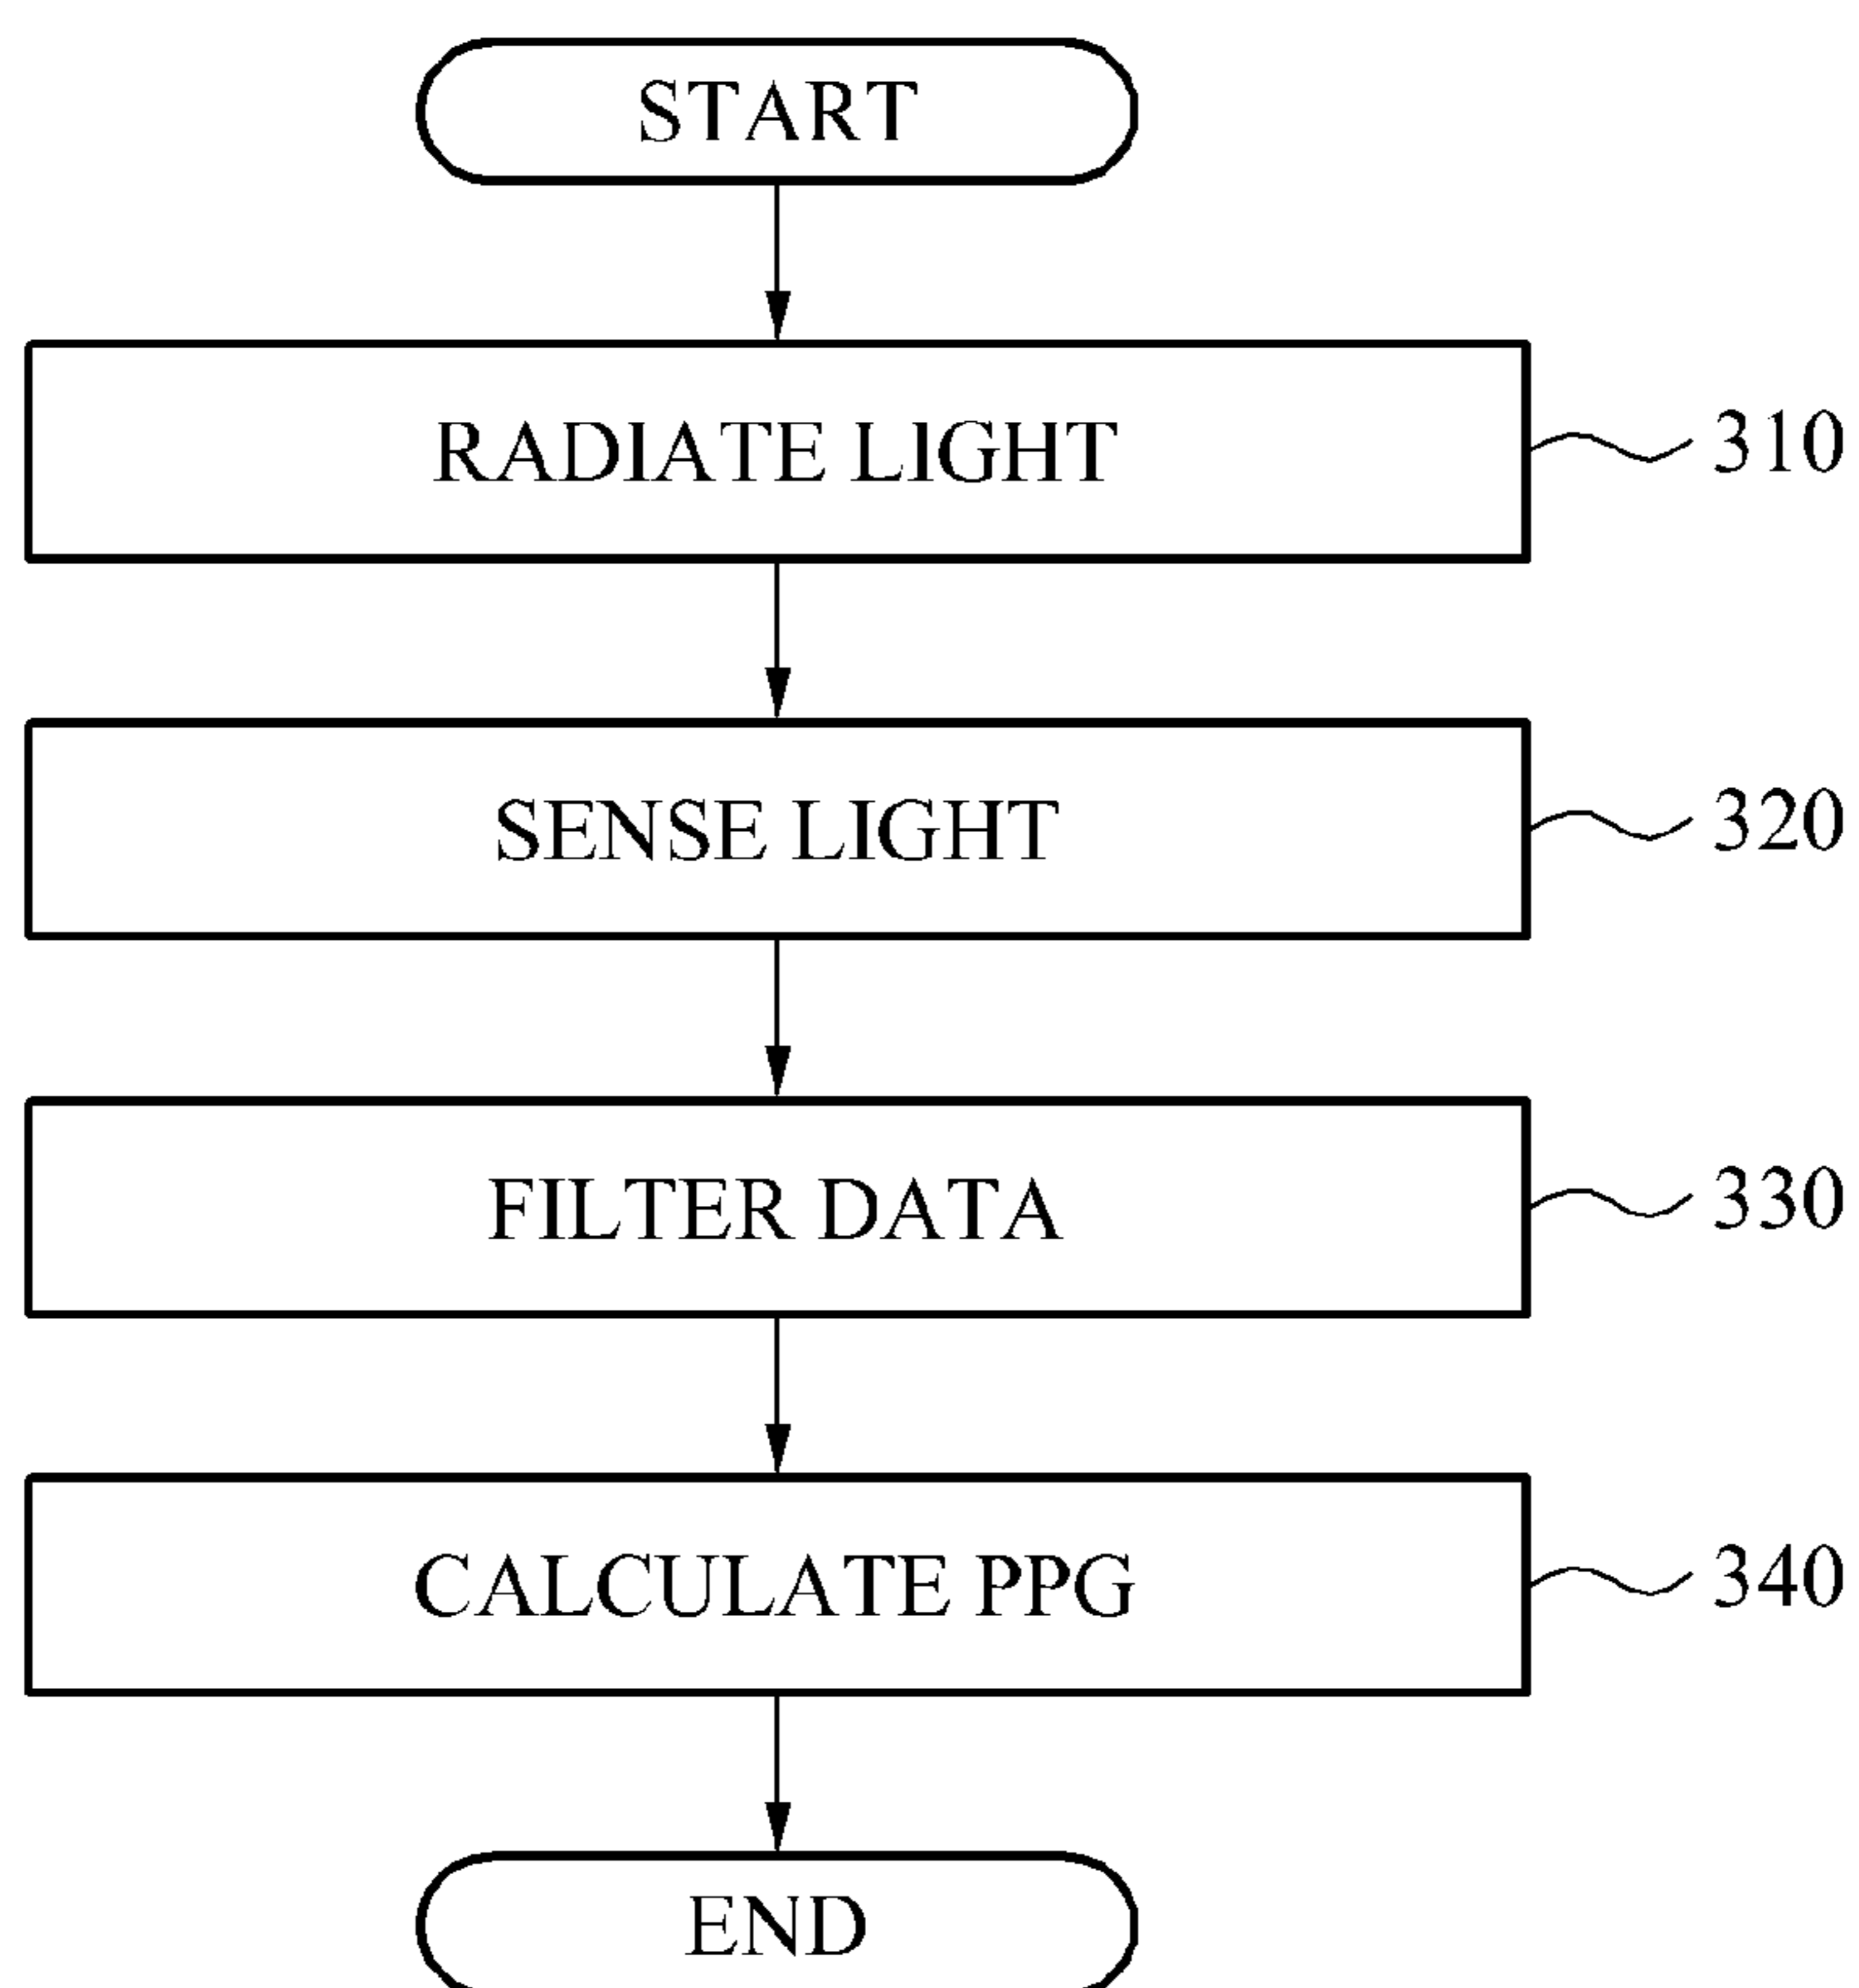 START
RADIATE LIGHT
310
SENSE LIGHT
320
FILTER DATA
330
CALCULATE PPG
340
END